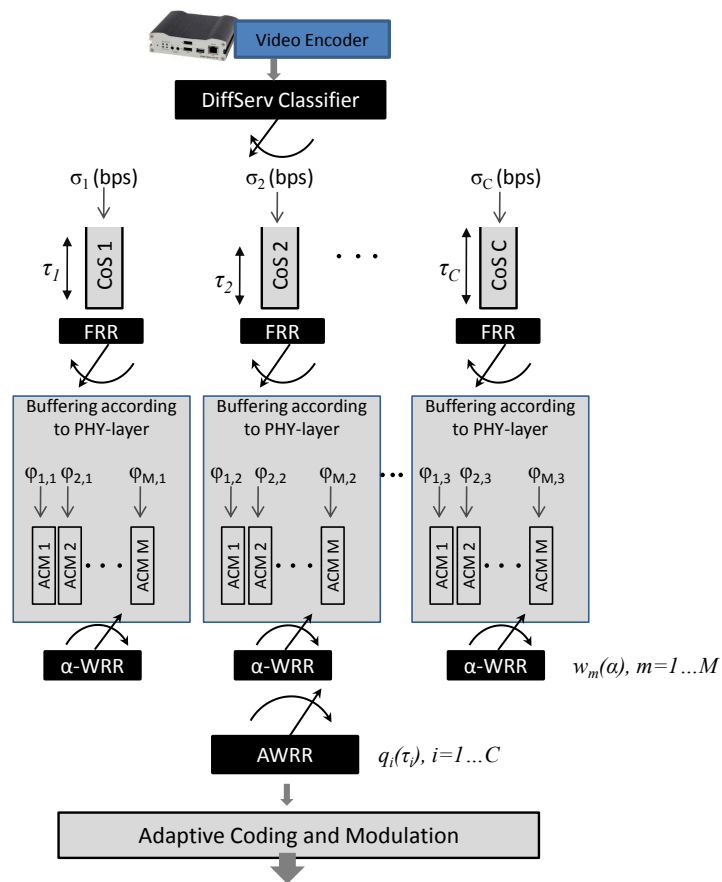 Video Encoder
DiffServ Classifier
σ1 (bps)
σ2 (bps)
σC (bps)
τ1
CoS 1
τ2
CoS 2
. . .
τC
CoS C
FRR
FRR
FRR
Buffering according
to PHY-layer
φ1,1
φ2,1
φM,1
ACM 1
ACM 2
. . .
ACM M
Buffering according
to PHY-layer
φ1,2
φ2,2
φM,2
ACM 1
ACM 2
. . .
ACM M
...
Buffering according
to PHY-layer
φ1,3
φ2,3
φM,3
ACM 1
ACM 2
. . .
ACM M
α-WRR
α-WRR
α-WRR
wm(α), m=1…M
AWRR
qi(τi), i=1…C
Adaptive Coding and Modulation